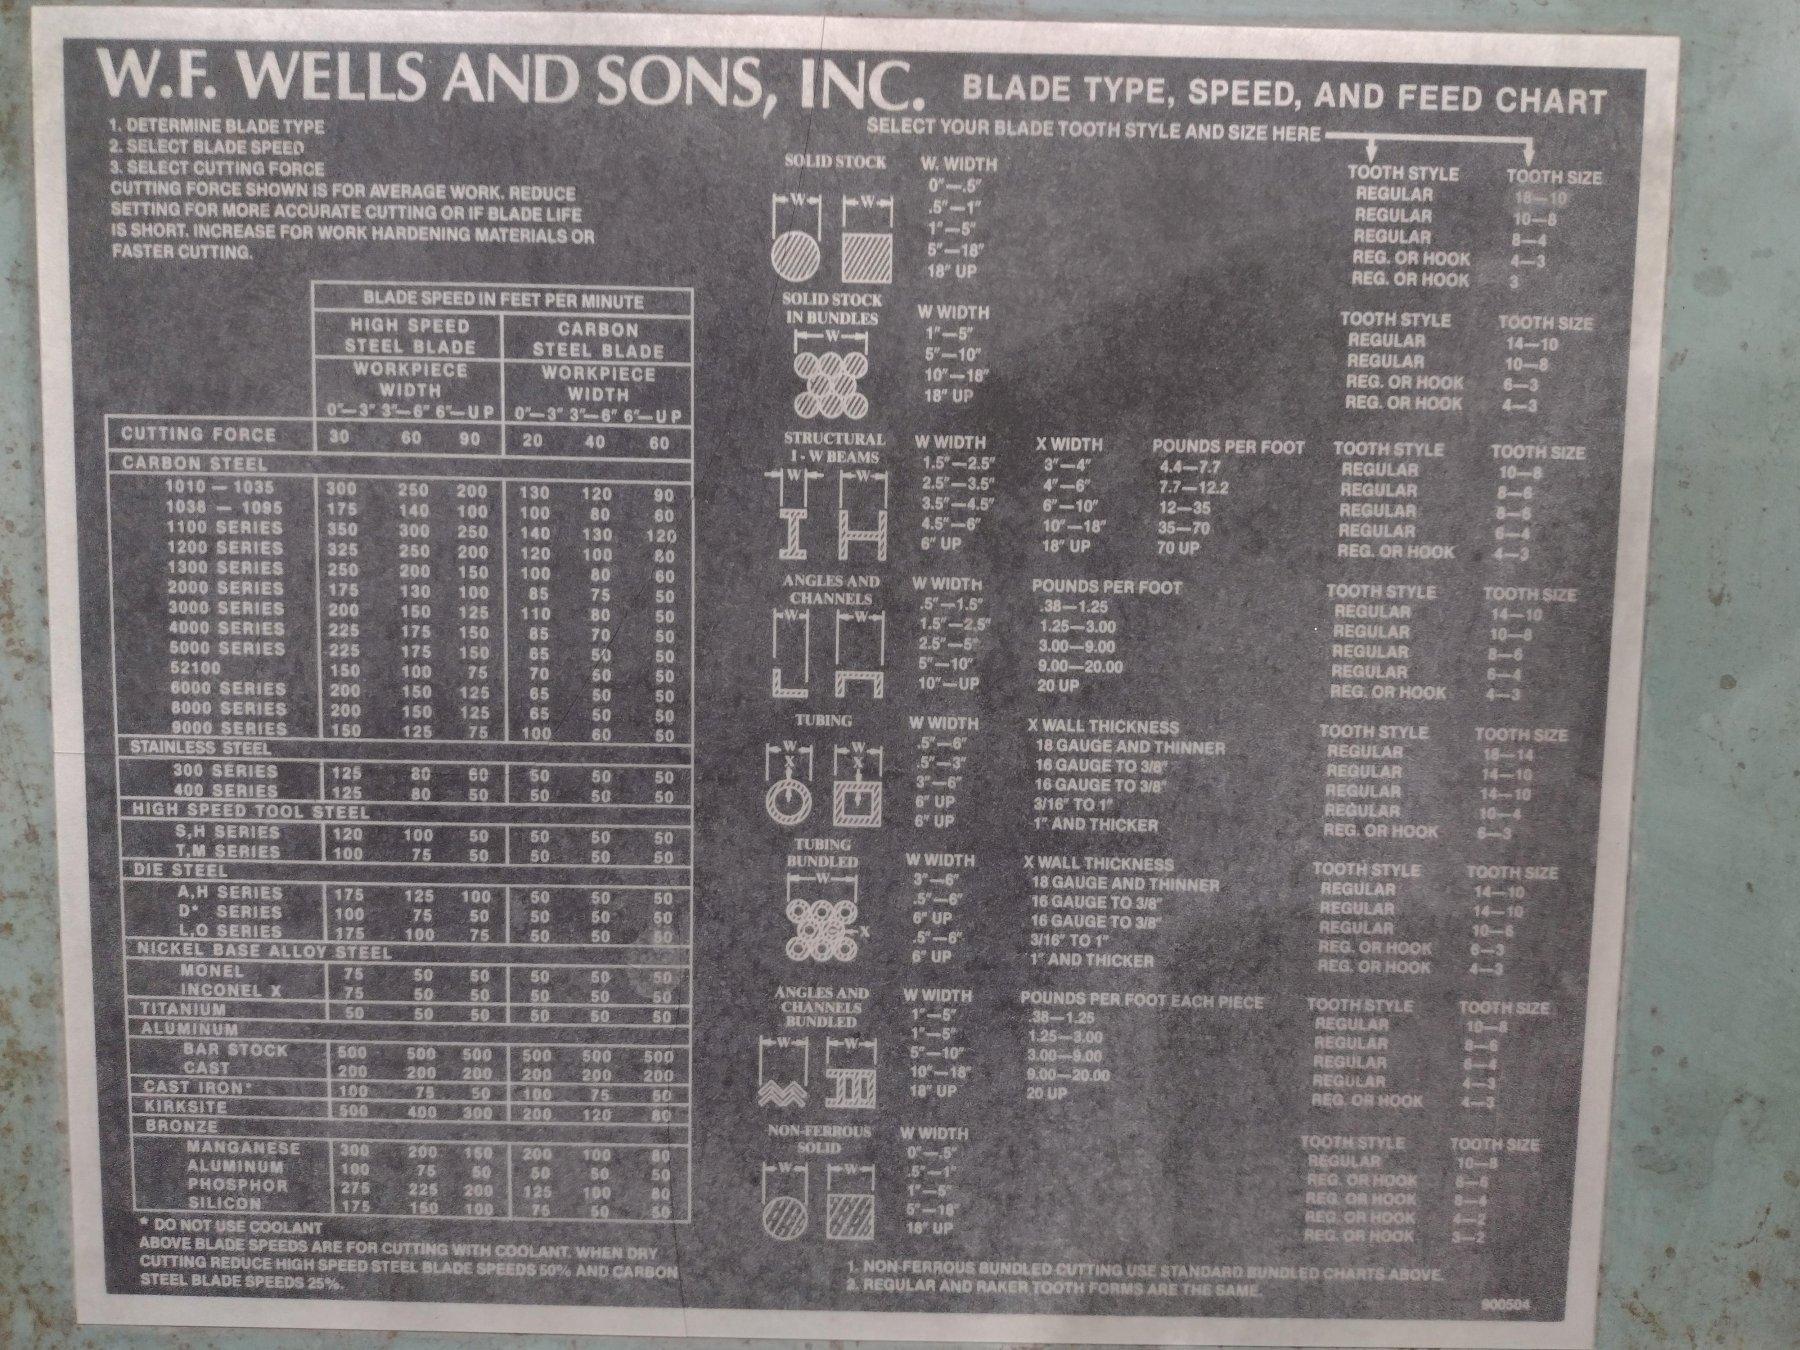 W.F. WELLS AND SONS, INC. BLADE TYPE, SPEED, AND FEED CHART
1. DETERMINE BLADE TYPE
2. SELECT BLADE SPEED
3. SELECT CUTTING FORCE
CUTTING FORCE SHOWN IS FOR AVERAGE WORK. REDUCE
SETTING FOR MORE ACCURATE CUTTING OR IF BLADE LIFE
IS SHORT. INCREASE FOR WORK HARDENING MATERIALS OR
FASTER CUTTING.
BLADE SPEED IN FEET PER MINUTE
HIGH SPEED STEEL BLADE CARBON STEEL BLADE
WORKPIECE WIDTH WORKPIECE WIDTH
0"—3" 3"—6" 6"—UP 0"—3" 3"—6" 6"—UP
CUTTING FORCE 30 60 90 20 40 60
CARBON STEEL
1010 — 1035 300 250 200 130 120 90
1038 — 1095 175 140 100 100 80 60
1100 SERIES 350 300 250 140 130 120
1200 SERIES 325 250 200 120 100 80
1300 SERIES 250 200 150 100 80 60
2000 SERIES 175 130 100 85 75 50
3000 SERIES 200 150 125 110 80 50
4000 SERIES 225 175 150 85 70 50
5000 SERIES 225 175 150 65 50 50
52100 150 100 75 70 50 50
6000 SERIES 200 150 125 65 50 50
8000 SERIES 200 150 125 65 50 50
9000 SERIES 150 125 75 100 60 50
STAINLESS STEEL
300 SERIES 125 80 60 50 50 50
400 SERIES 125 80 50 50 50 50
HIGH SPEED TOOL STEEL
S,H SERIES 120 100 50 50 50 50
T,M SERIES 100 75 50 50 50 50
DIE STEEL
A,H SERIES 175 125 100 50 50 50
D* SERIES 100 75 50 50 50 50
L,O SERIES 175 100 75 50 50 50
NICKEL BASE ALLOY STEEL
MONEL 75 50 50 50 50 50
INCONEL X 75 50 50 50 50 50
TITANIUM 50 50 50 50 50 50
ALUMINUM
BAR STOCK 500 500 500 500 500 500
CAST 200 200 200 200 200 200
CAST IRON* 100 75 50 100 75 50
KIRKSITE 500 400 300 200 120 80
BRONZE
MANGANESE 300 200 150 200 100 80
ALUMINUM 100 75 50 50 50 50
PHOSPHOR 275 225 200 125 100 80
SILICON 175 150 100 75 50 50
* DO NOT USE COOLANT
ABOVE BLADE SPEEDS ARE FOR CUTTING WITH COOLANT. WHEN DRY
CUTTING REDUCE HIGH SPEED STEEL BLADE SPEEDS 50% AND CARBON
STEEL BLADE SPEEDS 25%.
SELECT YOUR BLADE TOOTH STYLE AND SIZE HERE
SOLID STOCK W. WIDTH TOOTH STYLE TOOTH SIZE
W W
0"—.5" REGULAR 18—10
.5"—1" REGULAR 10—8
1"—5" REGULAR 8—4
5"—18" REG. OR HOOK 4—3
18" UP REG. OR HOOK 3
SOLID STOCK IN BUNDLES W WIDTH TOOTH STYLE TOOTH SIZE
W
1"—5" REGULAR 14—10
5"—10" REGULAR 10—8
10"—18" REG. OR HOOK 6—3
18" UP REG. OR HOOK 4—3
STRUCTURAL I - W BEAMS W WIDTH X WIDTH POUNDS PER FOOT TOOTH STYLE TOOTH SIZE
W W
1.5"—2.5" 3"—4" 4.4—7.7 REGULAR 10—8
2.5"—3.5" 4"—6" 7.7—12.2 REGULAR 8—6
3.5"—4.5" 6"—10" 12—35 REGULAR 8—6
4.5"—6" 10"—18" 35—70 REGULAR 6—4
6" UP 18" UP 70 UP REG. OR HOOK 4—3
ANGLES AND CHANNELS W WIDTH POUNDS PER FOOT TOOTH STYLE TOOTH SIZE
W W
.5"—1.5" .38—1.25 REGULAR 14—10
1.5"—2.5" 1.25—3.00 REGULAR 10—8
2.5"—5" 3.00—9.00 REGULAR 8—6
5"—10" 9.00—20.00 REGULAR 6—4
10"—UP 20 UP REG. OR HOOK 4—3
TUBING W WIDTH X WALL THICKNESS TOOTH STYLE TOOTH SIZE
W X W X
.5"—6" 18 GAUGE AND THINNER REGULAR 18—14
.5"—3" 16 GAUGE TO 3/8" REGULAR 14—10
3"—6" 16 GAUGE TO 3/8" REGULAR 14—10
6" UP 3/16" TO 1" REGULAR 10—4
6" UP 1" AND THICKER REG. OR HOOK 6—3
TUBING BUNDLED W WIDTH X WALL THICKNESS TOOTH STYLE TOOTH SIZE
W X
3"—6" 18 GAUGE AND THINNER REGULAR 14—10
.5"—6" 16 GAUGE TO 3/8" REGULAR 14—10
6" UP 16 GAUGE TO 3/8" REGULAR 10—6
.5"—6" 3/16" TO 1" REG. OR HOOK 6—3
6" UP 1" AND THICKER REG. OR HOOK 4—3
ANGLES AND CHANNELS BUNDLED W WIDTH POUNDS PER FOOT EACH PIECE TOOTH STYLE TOOTH SIZE
W W
1"—5" .38—1.25 REGULAR 10—8
1"—5" 1.25—3.00 REGULAR 8—6
5"—10" 3.00—9.00 REGULAR 6—4
10"—18" 9.00—20.00 REGULAR 4—3
18" UP 20 UP REG. OR HOOK 4—3
NON-FERROUS SOLID W WIDTH TOOTH STYLE TOOTH SIZE
W W
0"—.5" REGULAR 10—8
.5"—1" REG. OR HOOK
1"—5" REG. OR HOOK
5"—18" REG. OR HOOK 4—2
18" UP REG. OR HOOK 3—2
1. NON-FERROUS BUNDLED CUTTING USE STANDARD BUNDLED CHARTS ABOVE.
2. REGULAR AND RAKER TOOTH FORMS ARE THE SAME.
900504